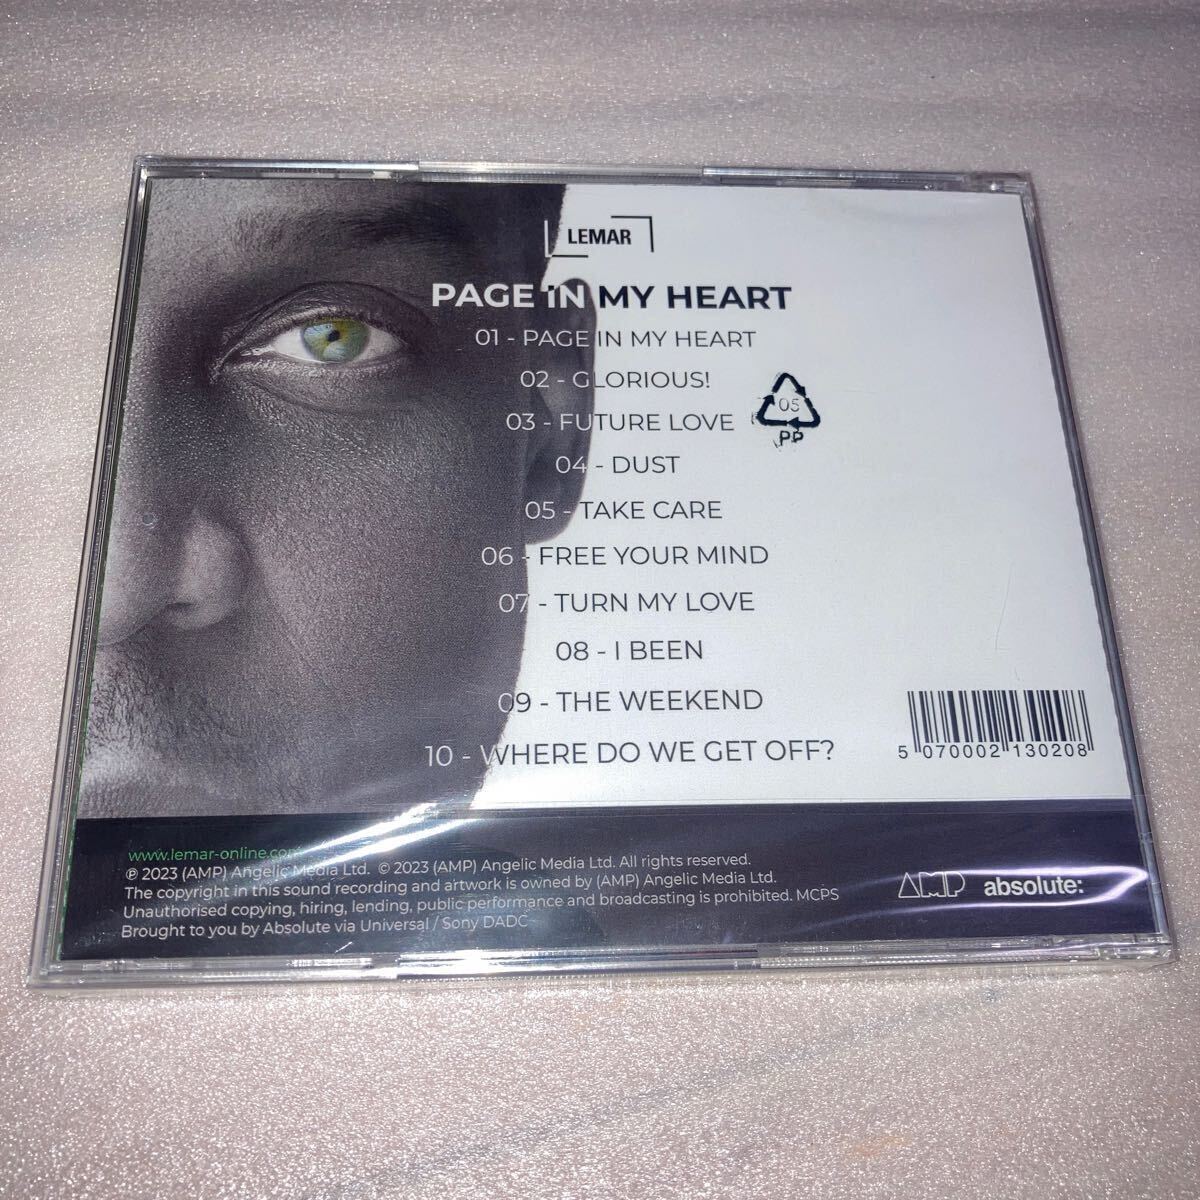 LEMAR
PAGE IN MY HEART
01 - PAGE IN MY HEART
02 - GLORIOUS!
03 - FUTURE LOVE
04 - DUST
05 - TAKE CARE
06 - FREE YOUR MIND
07 - TURN MY LOVE
08 - I BEEN
09 - THE WEEKEND
10 - WHERE DO WE GET OFF?
05
PP
5 070002 130208
www.lemar-online.com
℗ 2023 (AMP) Angelic Media Ltd. © 2023 (AMP) Angelic Media Ltd. All rights reserved.
The copyright in this sound recording and artwork is owned by (AMP) Angelic Media Ltd.
Unauthorised copying, hiring, lending, public performance and broadcasting is prohibited. MCPS
Brought to you by Absolute via Universal / Sony DADC
AMP absolute: